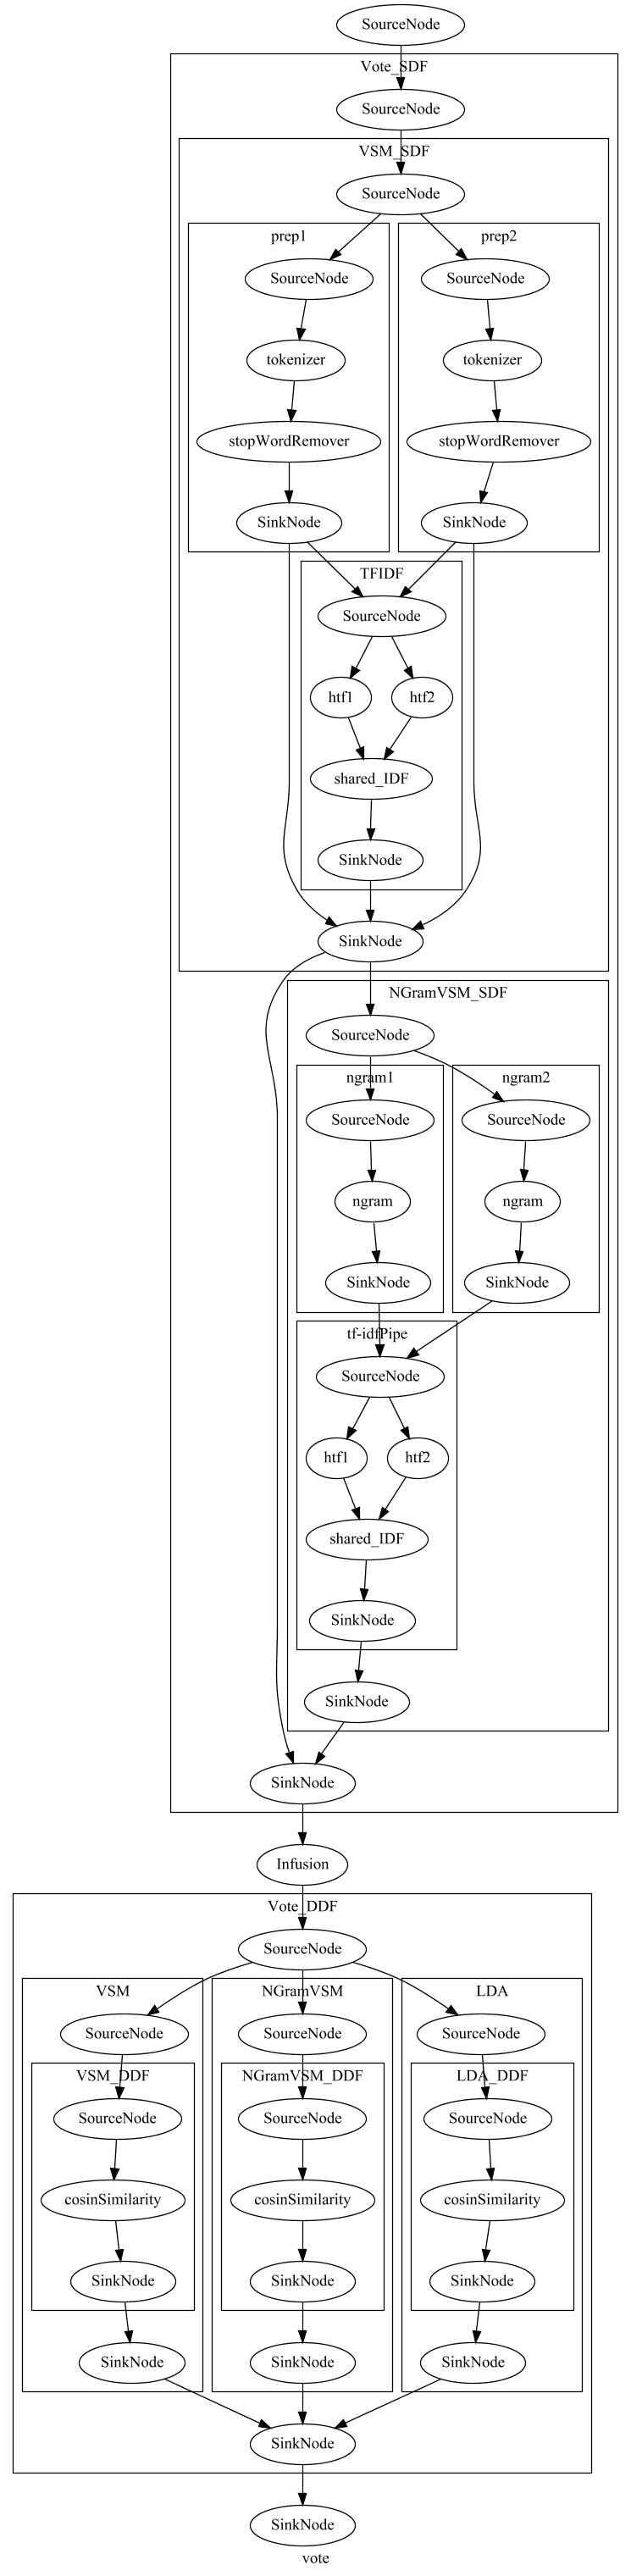 SourceNode
Vote_SDF
SourceNode
VSM_SDF
SourceNode
prep1 prep2
SourceNode SourceNode
tokenizer tokenizer
stopWordRemover stopWordRemover
SinkNode SinkNode
TFIDF
SourceNode
htf1 htf2
shared_IDF
SinkNode
SinkNode
NGramVSM_SDF
SourceNode
ngram1 ngram2
SourceNode SourceNode
ngram ngram
SinkNode SinkNode
tf-idfPipe
SourceNode
htf1 htf2
shared_IDF
SinkNode
SinkNode
SinkNode
Infusion
Vote_DDF
SourceNode
VSM NGramVSM LDA
SourceNode SourceNode SourceNode
VSM_DDF NGramVSM_DDF LDA_DDF
SourceNode SourceNode SourceNode
cosinSimilarity cosinSimilarity cosinSimilarity
SinkNode SinkNode SinkNode
SinkNode SinkNode SinkNode
SinkNode
SinkNode
vote